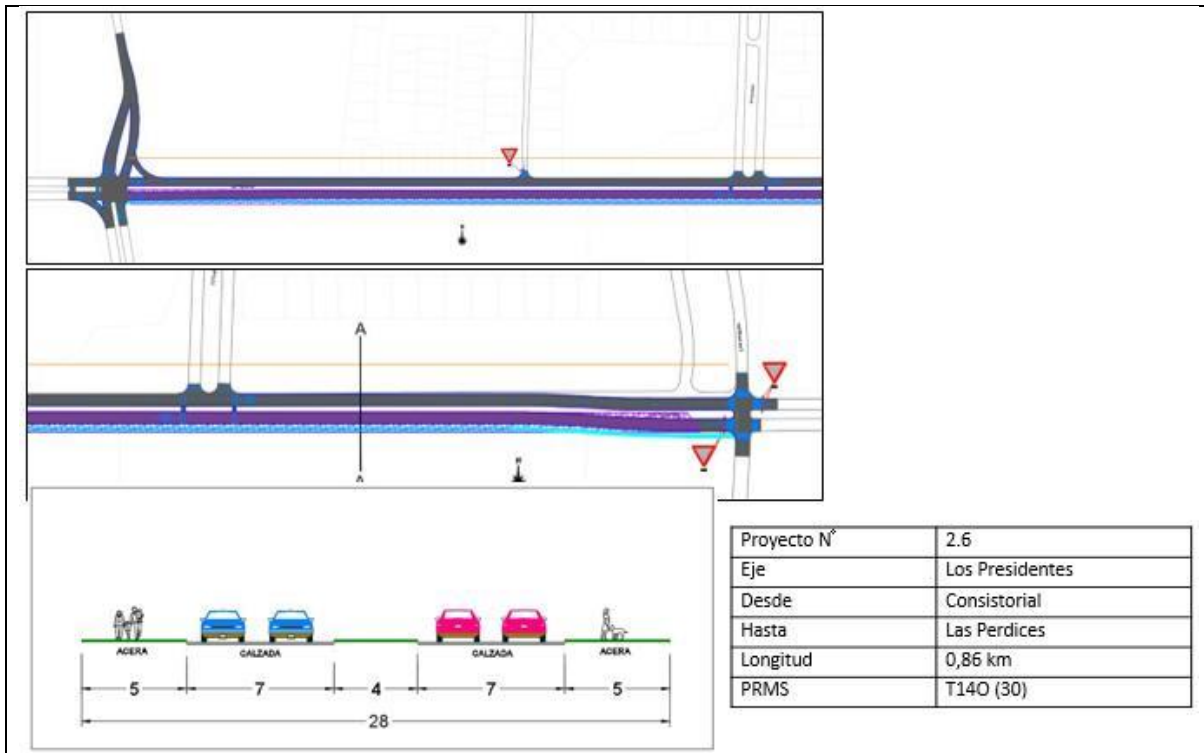 A
ACERA
CALZADA
CALZADA
ACERA
5
7
4
7
5
28
Proyecto N°
2.6
Eje
Los Presidentes
Desde
Consistorial
Hasta
Las Perdices
Longitud
0,86 km
PRMS
T14O (30)